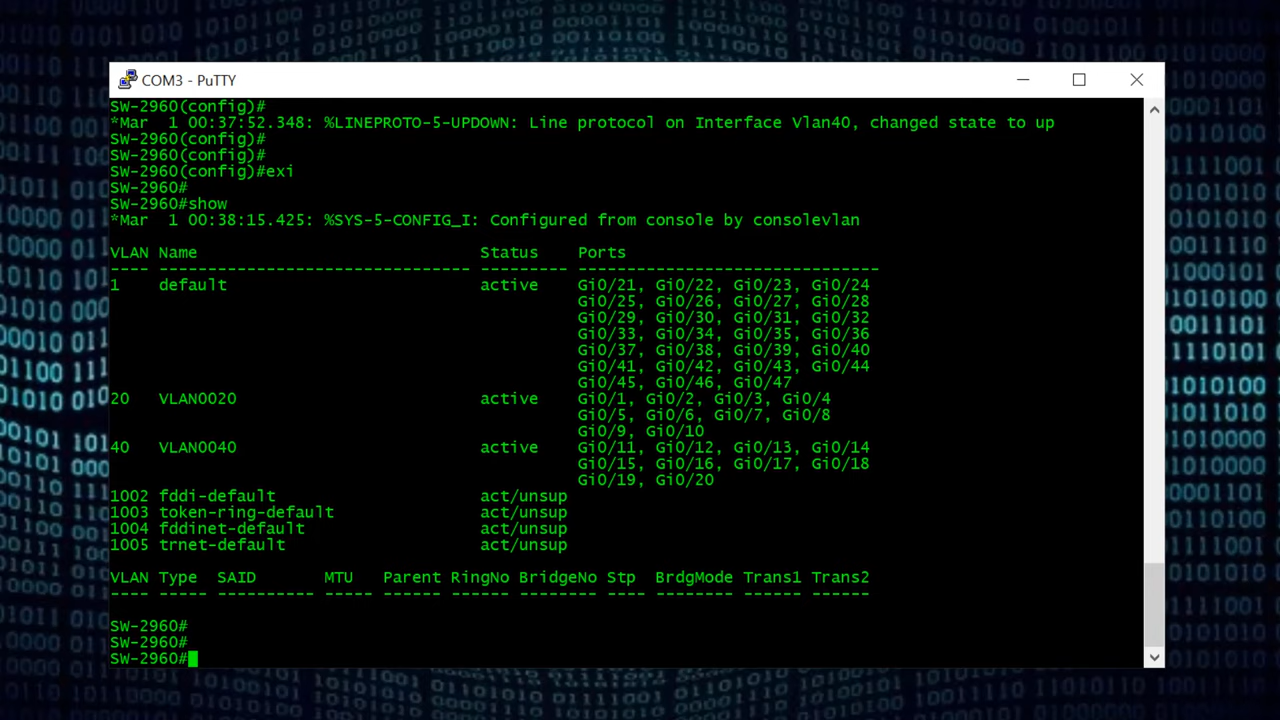 COM3 - PuTTY
SW-2960(config)#
*Mar  1 00:37:52.348: %LINEPROTO-5-UPDOWN: Line protocol on Interface Vlan40, changed state to up
SW-2960(config)#
SW-2960(config)#
SW-2960(config)#exi
SW-2960#
SW-2960#show
*Mar  1 00:38:15.425: %SYS-5-CONFIG_I: Configured from console by consolevlan
VLAN Name                             Status    Ports
---- -------------------------------- --------- -------------------------------
1    default                          active    Gi0/21, Gi0/22, Gi0/23, Gi0/24
                                                Gi0/25, Gi0/26, Gi0/27, Gi0/28
                                                Gi0/29, Gi0/30, Gi0/31, Gi0/32
                                                Gi0/33, Gi0/34, Gi0/35, Gi0/36
                                                Gi0/37, Gi0/38, Gi0/39, Gi0/40
                                                Gi0/41, Gi0/42, Gi0/43, Gi0/44
                                                Gi0/45, Gi0/46, Gi0/47
20   VLAN0020                         active    Gi0/1, Gi0/2, Gi0/3, Gi0/4
                                                Gi0/5, Gi0/6, Gi0/7, Gi0/8
                                                Gi0/9, Gi0/10
40   VLAN0040                         active    Gi0/11, Gi0/12, Gi0/13, Gi0/14
                                                Gi0/15, Gi0/16, Gi0/17, Gi0/18
                                                Gi0/19, Gi0/20
1002 fddi-default                     act/unsup
1003 token-ring-default               act/unsup
1004 fddinet-default                  act/unsup
1005 trnet-default                    act/unsup
VLAN Type  SAID       MTU   Parent RingNo BridgeNo Stp  BrdgMode Trans1 Trans2
---- ----- ---------- ----- ------ ------ -------- ---- -------- ------ ------
SW-2960#
SW-2960#
SW-2960#